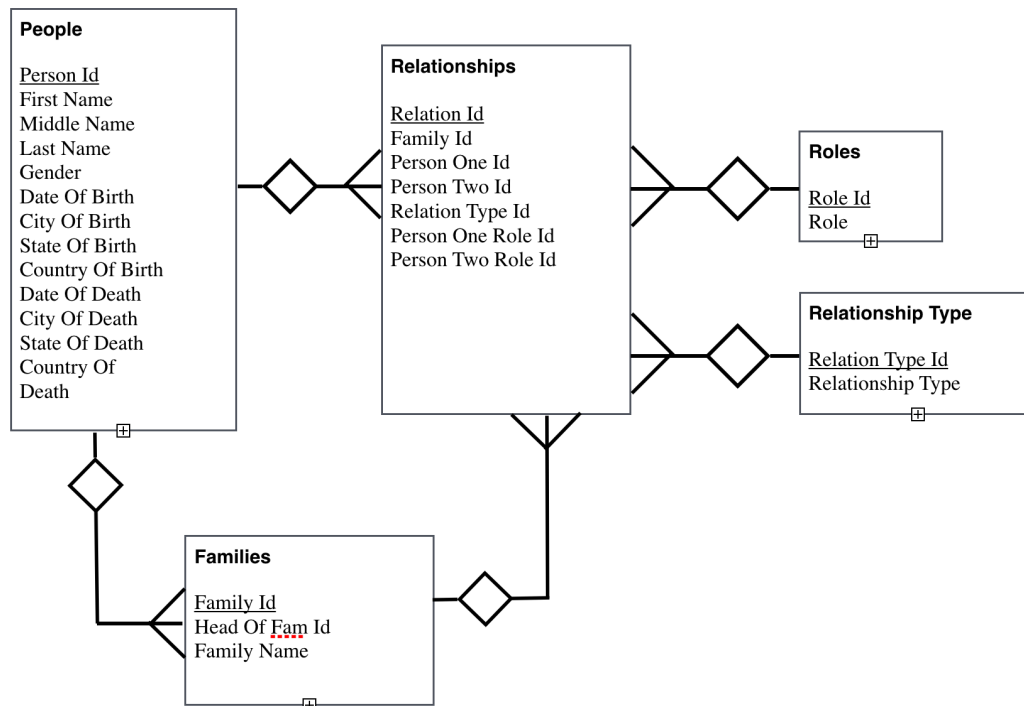 People
Person Id
First Name
Middle Name
Last Name
Gender
Date Of Birth
City Of Birth
State Of Birth
Country Of Birth
Date Of Death
City Of Death
State Of Death
Country Of
Death
Relationships
Relation Id
Family Id
Person One Id
Person Two Id
Relation Type Id
Person One Role Id
Person Two Role Id
Roles
Role Id
Role
Relationship Type
Relation Type Id
Relationship Type
Families
Family Id
Head Of Fam Id
Family Name